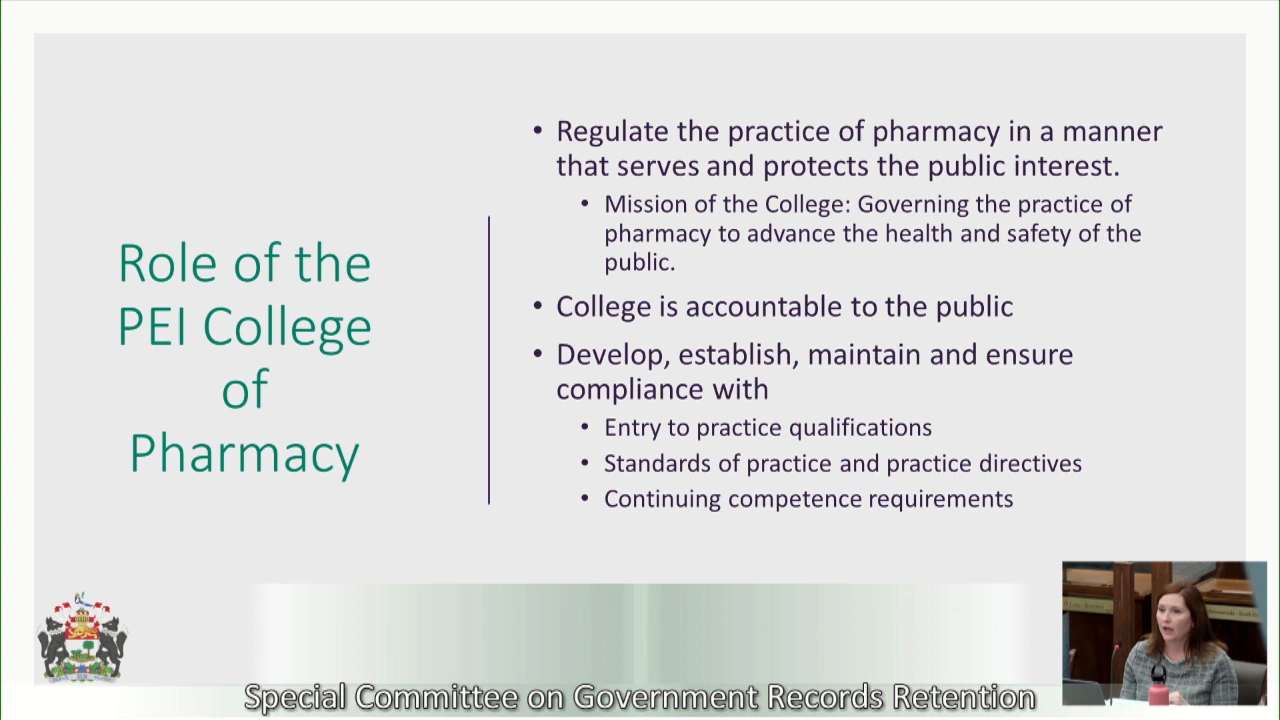 Role of the
PEI College
of
Pharmacy
• Regulate the practice of pharmacy in a manner
that serves and protects the public interest.
• Mission of the College: Governing the practice of
pharmacy to advance the health and safety of the
public.
• College is accountable to the public
• Develop, establish, maintain and ensure
compliance with
• Entry to practice qualifications
• Standards of practice and practice directives
• Continuing competence requirements
Special Committee on Government Records Retention